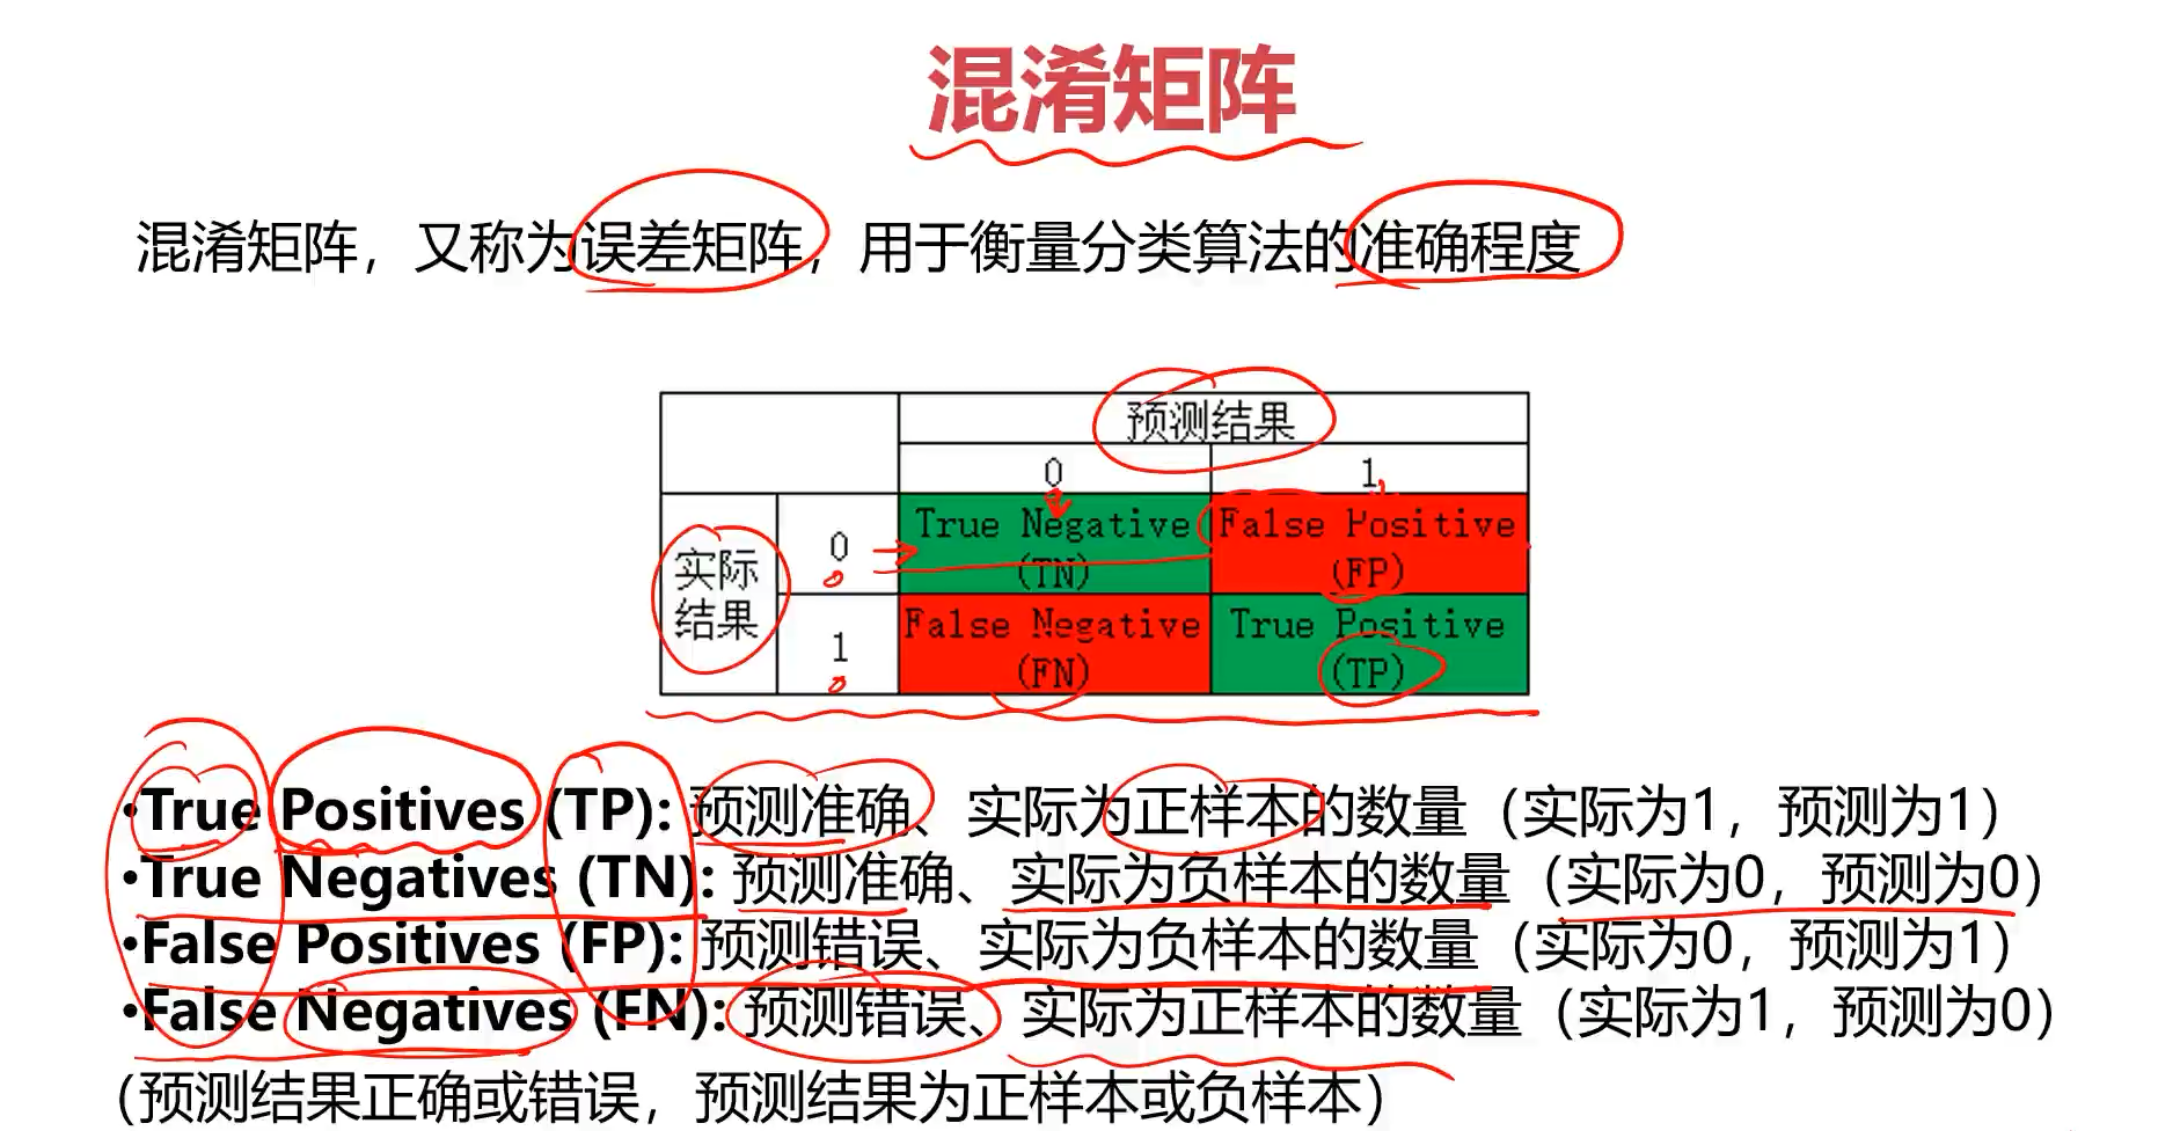 混淆矩阵
混淆矩阵，又称为误差矩阵，用于衡量分类算法的准确程度
预测结果
0 1
实际结果
0 True Negative (TN) False Positive (FP)
1 False Negative (FN) True Positive (TP)
•True Positives (TP): 预测准确、实际为正样本的数量（实际为1，预测为1）
•True Negatives (TN): 预测准确、实际为负样本的数量（实际为0，预测为0）
•False Positives (FP): 预测错误、实际为负样本的数量（实际为0，预测为1）
•False Negatives (FN): 预测错误、实际为正样本的数量（实际为1，预测为0）
（预测结果正确或错误，预测结果为正样本或负样本）